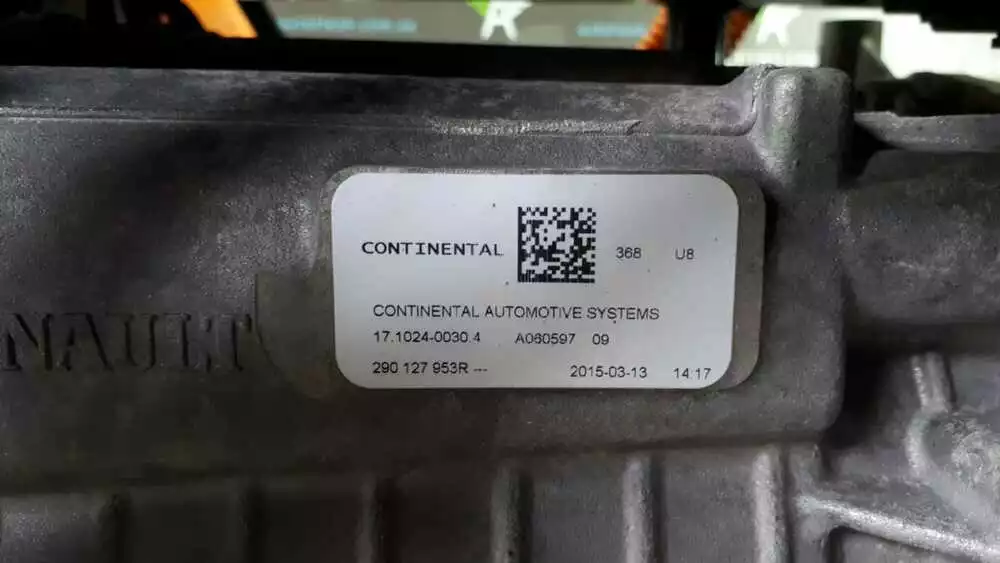 CONTINENTAL 368 U8
CONTINENTAL AUTOMOTIVE SYSTEMS
17.1024-0030.4 A060597 09
NAULT
290 127 953R --- 2015-03-13 14:17